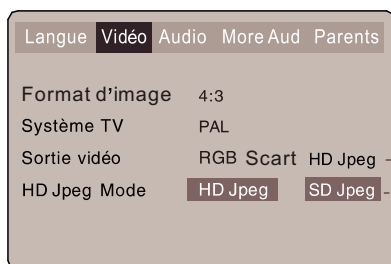 Langue Vidéo Audio More Aud Parents
Format d'image 4:3
Système TV PAL
Sortie vidéo RGB Scart HD Jpeg
HD Jpeg Mode HD Jpeg SD Jpeg